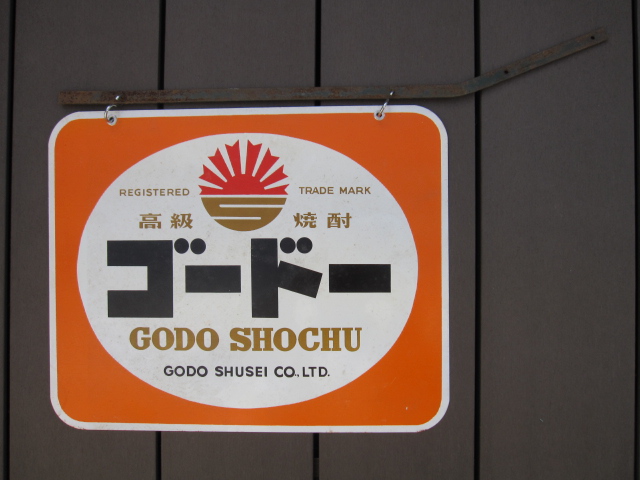 REGISTERED TRADE MARK
高級 焼酎
ゴードー
GODO SHOCHU
GODO SHUSEI CO., LTD.